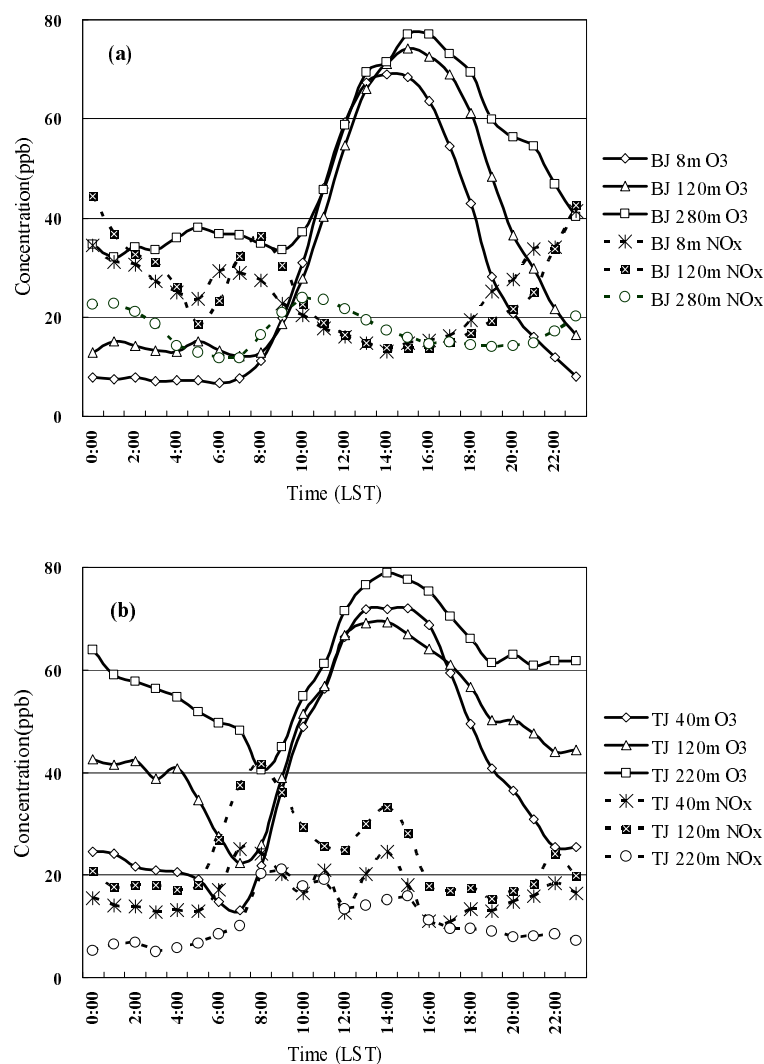 80
(a)
60
Concentration(ppb)
40
20
0
0:00
2:00
4:00
6:00
8:00
10:00
12:00
14:00
16:00
18:00
20:00
22:00
Time (LST)
BJ 8m O3
BJ 120m O3
BJ 280m O3
BJ 8m NOx
BJ 120m NOx
BJ 280m NOx
80
(b)
60
Concentration(ppb)
40
20
0
0:00
2:00
4:00
6:00
8:00
10:00
12:00
14:00
16:00
18:00
20:00
22:00
Time (LST)
TJ 40m O3
TJ 120m O3
TJ 220m O3
TJ 40m NOx
TJ 120m NOx
TJ 220m NOx